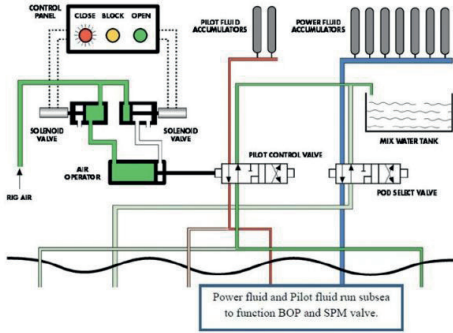 CONTROL
PANEL
CLOSE BLOCK OPEN
PILOT FLUID
ACCUMULATORS
POWER FLUID
ACCUMULATORS
SOLENOID
VALVE
SOLENOID
VALVE
MIX WATER TANK
PILOT CONTROL VALVE
AIR
OPERATOR
POD SELECT VALVE
RIG AIR
Power fluid and Pilot fluid run subsea
to function BOP and SPM valve.